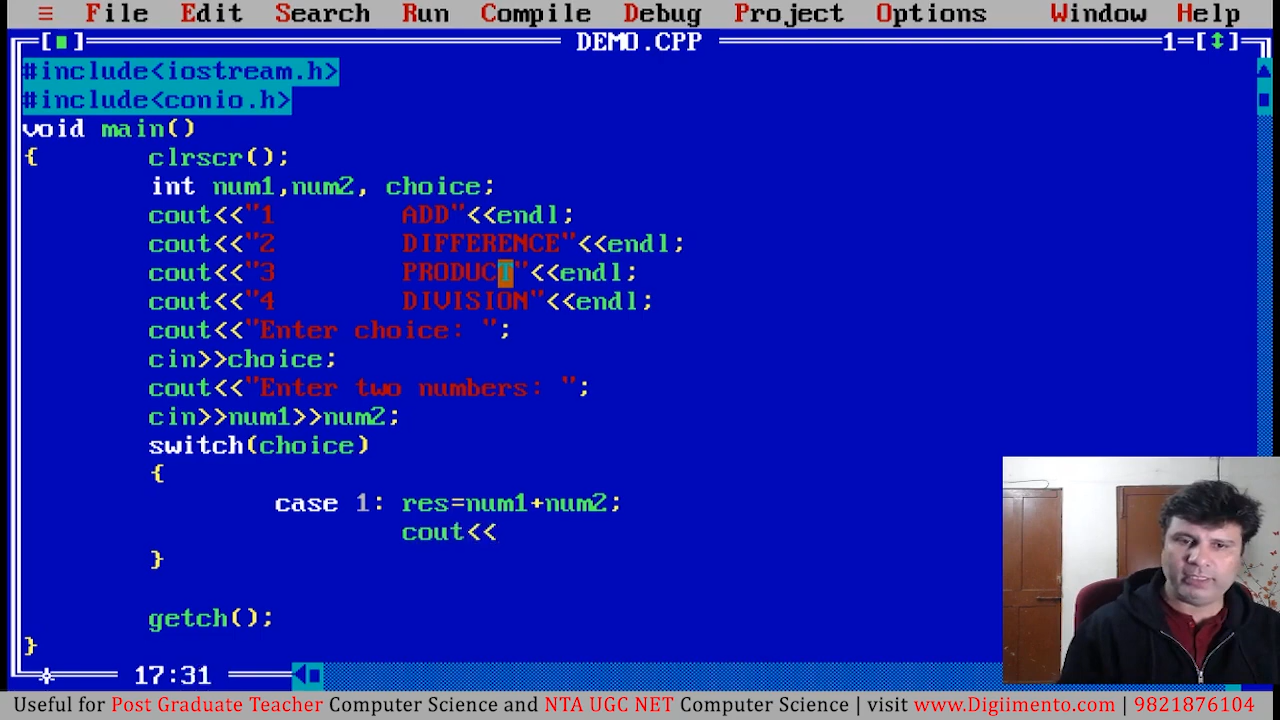 ≡ File Edit Search Run Compile Debug Project Options Window Help
[■] DEMO.CPP 1=[↕]
#include<iostream.h>
#include<conio.h>
void main()
{ clrscr();
int num1,num2, choice;
cout<<"1 ADD"<<endl;
cout<<"2 DIFFERENCE"<<endl;
cout<<"3 PRODUCT"<<endl;
cout<<"4 DIVISION"<<endl;
cout<<"Enter choice: ";
cin>>choice;
cout<<"Enter two numbers: ";
cin>>num1>>num2;
switch(choice)
{
case 1: res=num1+num2;
cout<<
}
getch();
}
17:31
Useful for Post Graduate Teacher Computer Science and NTA UGC NET Computer Science | visit www.Digiimento.com | 9821876104